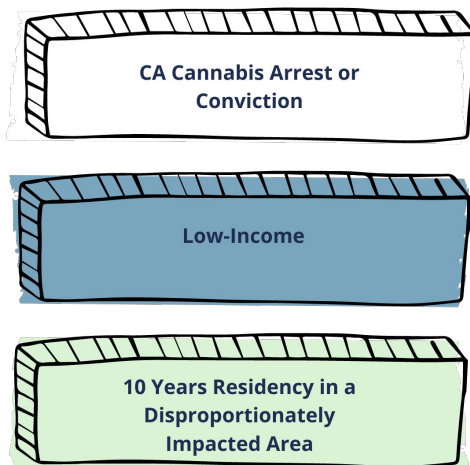 CA Cannabis Arrest or
Conviction
Low-Income
10 Years Residency in a
Disproportionately
Impacted Area